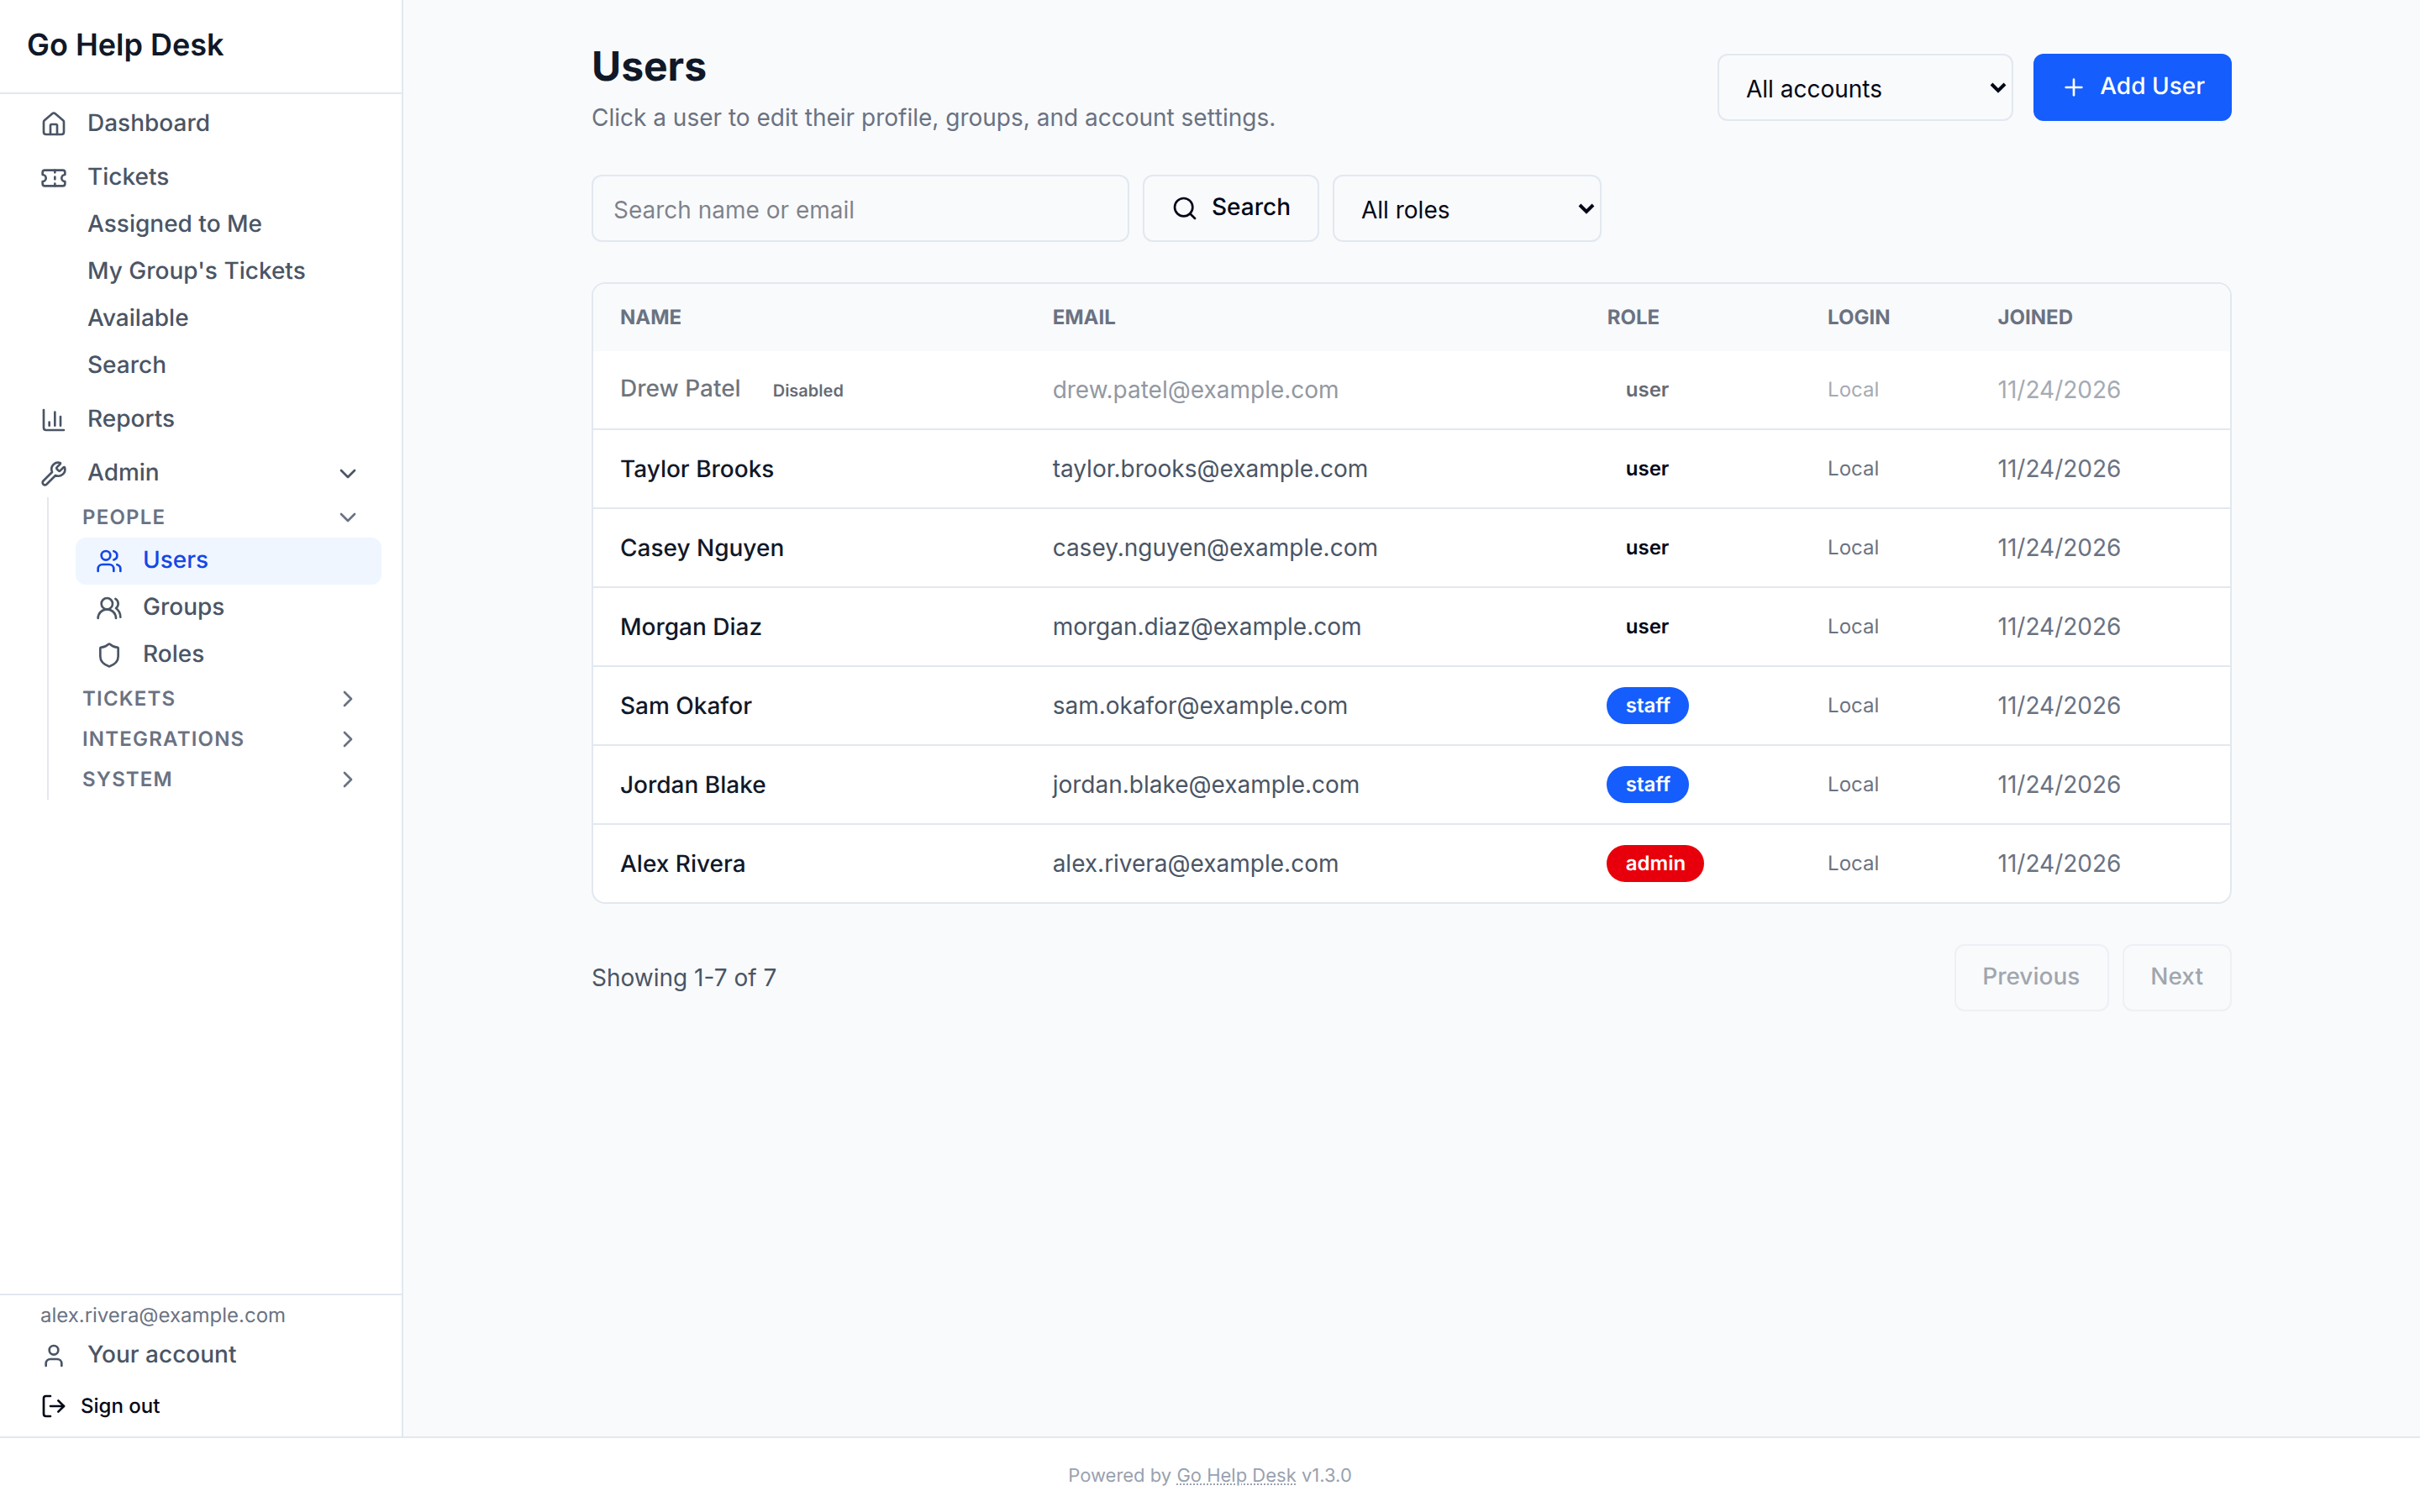 Go Help Desk
Dashboard
Tickets
Assigned to Me
My Group's Tickets
Available
Search
Reports
Admin
PEOPLE
Users
Groups
Roles
TICKETS
INTEGRATIONS
SYSTEM
alex.rivera@example.com
Your account
Sign out
Users
Click a user to edit their profile, groups, and account settings.
All accounts
Add User
Search name or email
Search
All roles
NAME EMAIL ROLE LOGIN JOINED
Drew Patel Disabled drew.patel@example.com user Local 11/24/2026
Taylor Brooks taylor.brooks@example.com user Local 11/24/2026
Casey Nguyen casey.nguyen@example.com user Local 11/24/2026
Morgan Diaz morgan.diaz@example.com user Local 11/24/2026
Sam Okafor sam.okafor@example.com staff Local 11/24/2026
Jordan Blake jordan.blake@example.com staff Local 11/24/2026
Alex Rivera alex.rivera@example.com admin Local 11/24/2026
Showing 1-7 of 7
Previous
Next
Powered by Go Help Desk v1.3.0